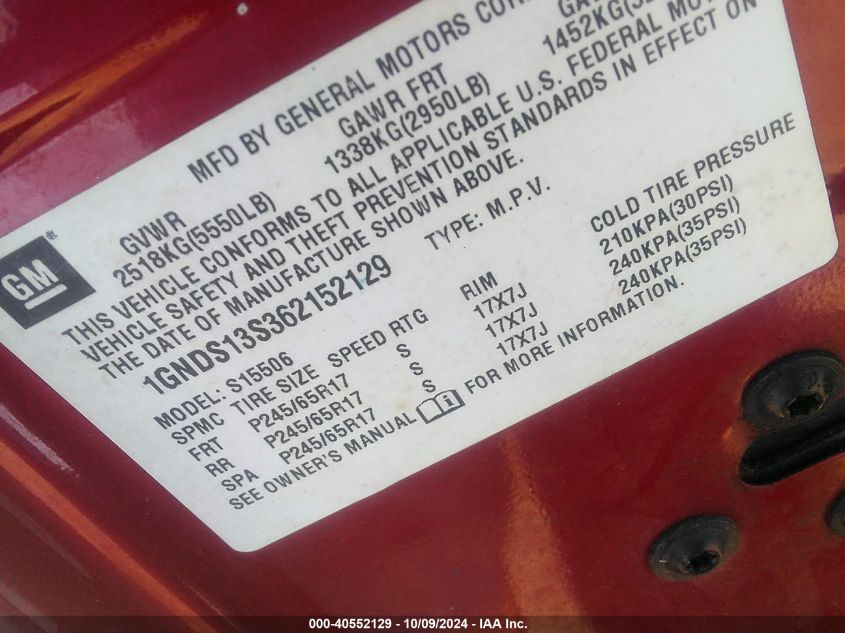 MFD BY GENERAL MOTORS COR
GVWR GAWR FRT GA
2518KG(5550LB) 1338KG(2950LB) 1452KG(32
THIS VEHICLE CONFORMS TO ALL APPLICABLE U.S. FEDERAL MOT
VEHICLE SAFETY AND THEFT PREVENTION STANDARDS IN EFFECT ON
THE DATE OF MANUFACTURE SHOWN ABOVE.
1GNDS13S362152129 TYPE: M.P.V.
MODEL: S15506
SPMC TIRE SIZE SPEED RTG RIM COLD TIRE PRESSURE
FRT P245/65R17 S 17X7J 210KPA(30PSI)
RR P245/65R17 S 17X7J 240KPA(35PSI)
SPA P245/65R17 S 17X7J 240KPA(35PSI)
SEE OWNER'S MANUAL FOR MORE INFORMATION.
GM®
000-40552129 - 10/09/2024 - IAA Inc.